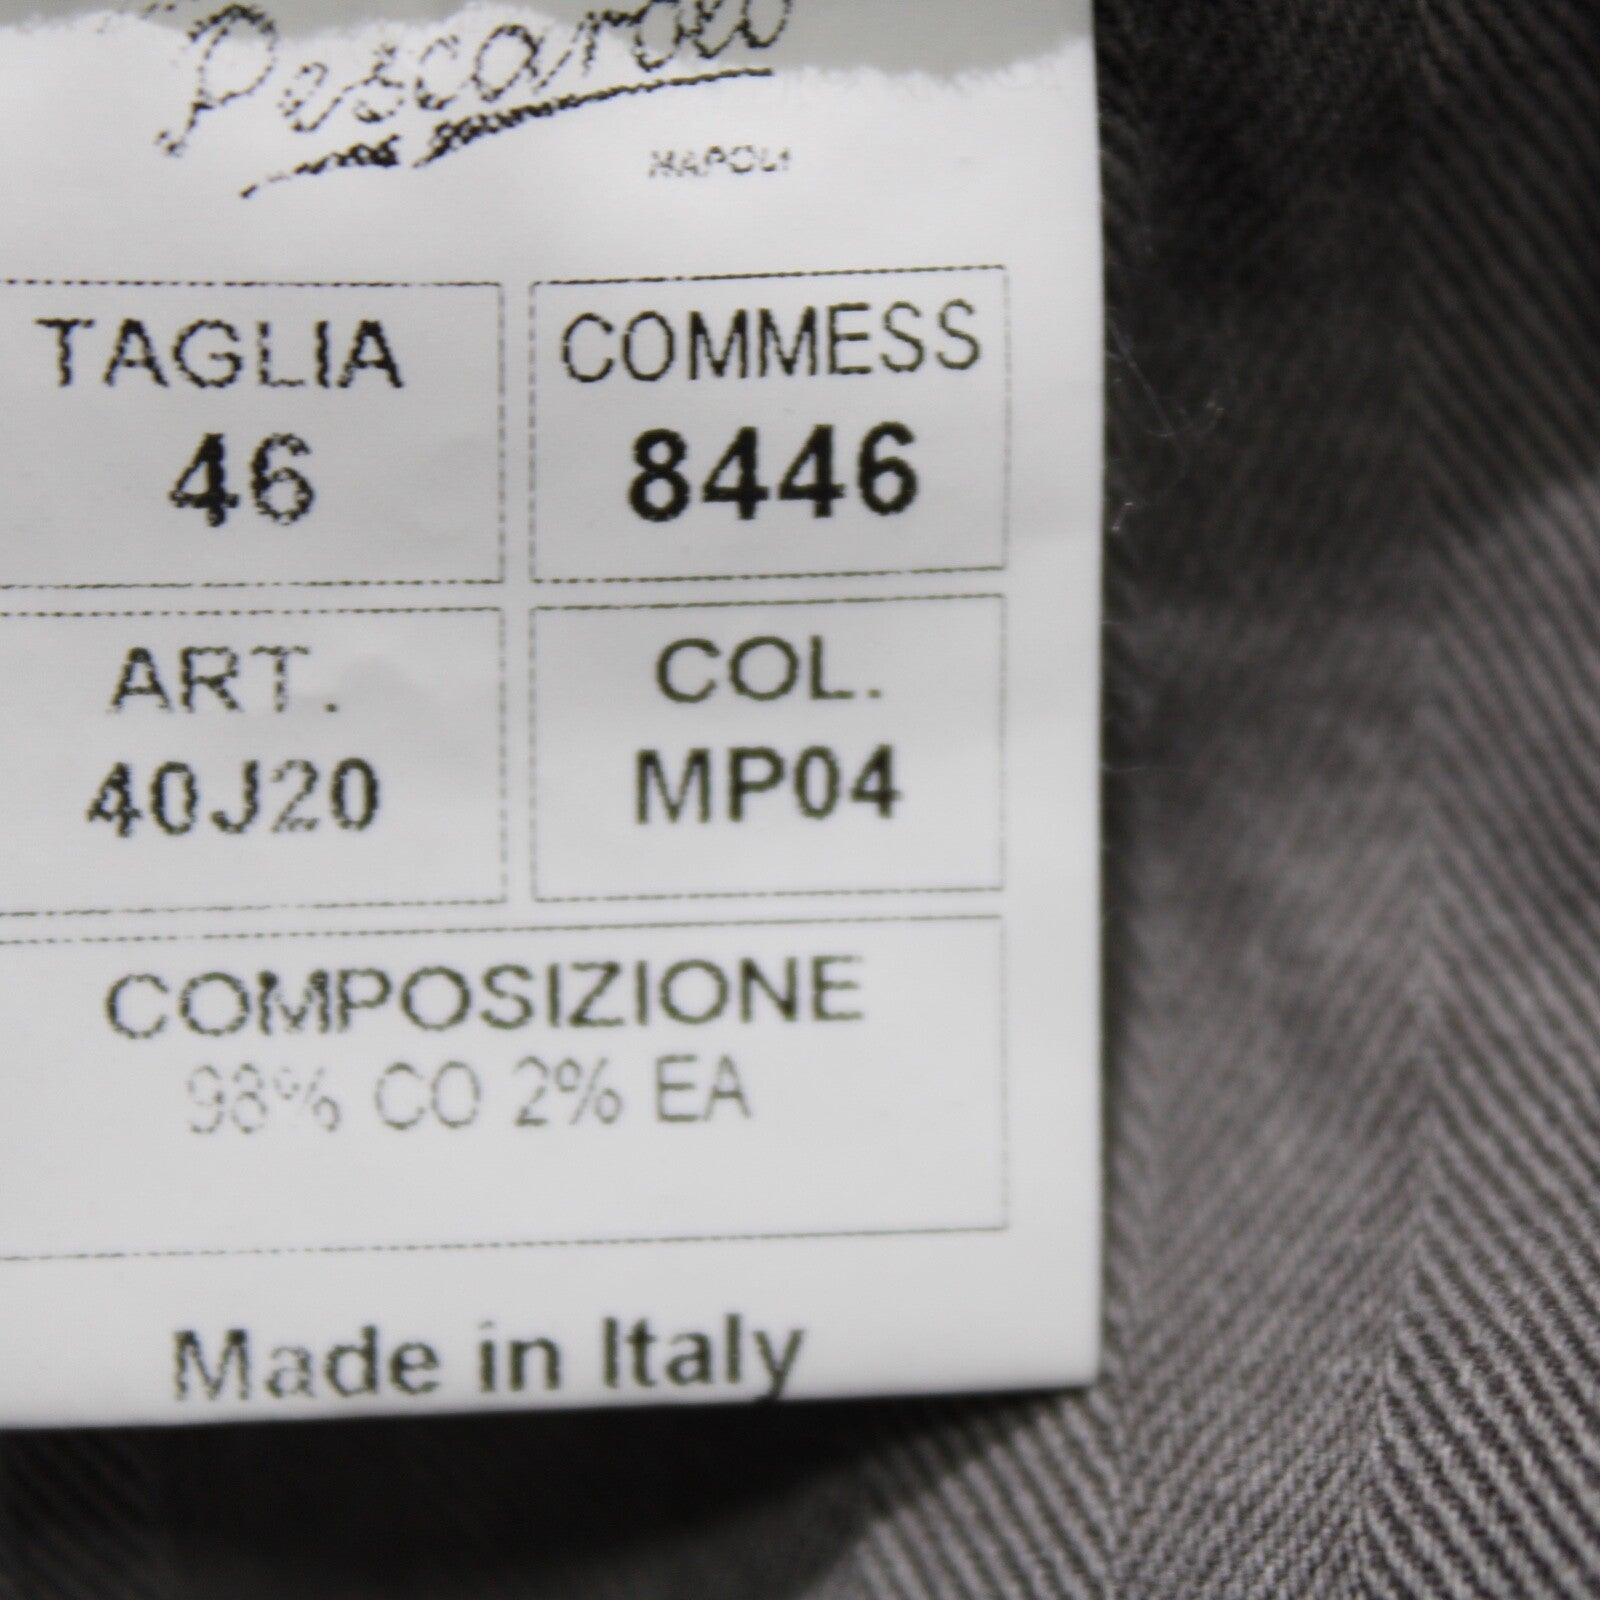 Pescarolo
NAPOLI
TAGLIA
46
COMMESS
8446
ART.
40J20
COL.
MP04
COMPOSIZIONE
98% CO 2% EA
Made in Italy